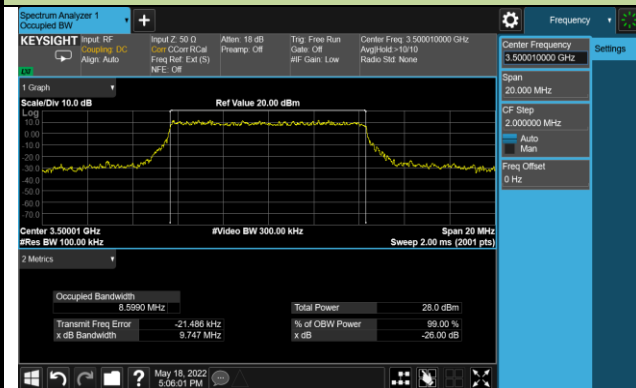 Spectrum Analyzer 1
Occupied BW
+
Frequency
KEYSIGHT
Input: RF
Coupling: DC
Align: Auto
Input Z: 50 Ω
Corr CCorr RCal
Freq Ref: Ext (S)
NFE: Off
Atten: 18 dB
Preamp: Off
Trig: Free Run
Gate: Off
#IF Gain: Low
Center Freq: 3.500010000 GHz
Avg|Hold:>10/10
Radio Std: None
Center Frequency
3.500010000 GHz
Settings
Span
20.000 MHz
CF Step
2.000000 MHz
Auto
Man
Freq Offset
0 Hz
1 Graph
Scale/Div 10.0 dB
Ref Value 20.00 dBm
Log
10.0
0.00
-10.0
-20.0
-30.0
-40.0
-50.0
-60.0
-70.0
Center 3.50001 GHz
#Video BW 300.00 kHz
Span 20 MHz
#Res BW 100.00 kHz
Sweep 2.00 ms (2001 pts)
2 Metrics
Occupied Bandwidth
8.5990 MHz
Total Power
28.0 dBm
Transmit Freq Error
-21.486 kHz
% of OBW Power
99.00 %
x dB Bandwidth
9.747 MHz
x dB
-26.00 dB
?
May 18, 2022
5:06:01 PM